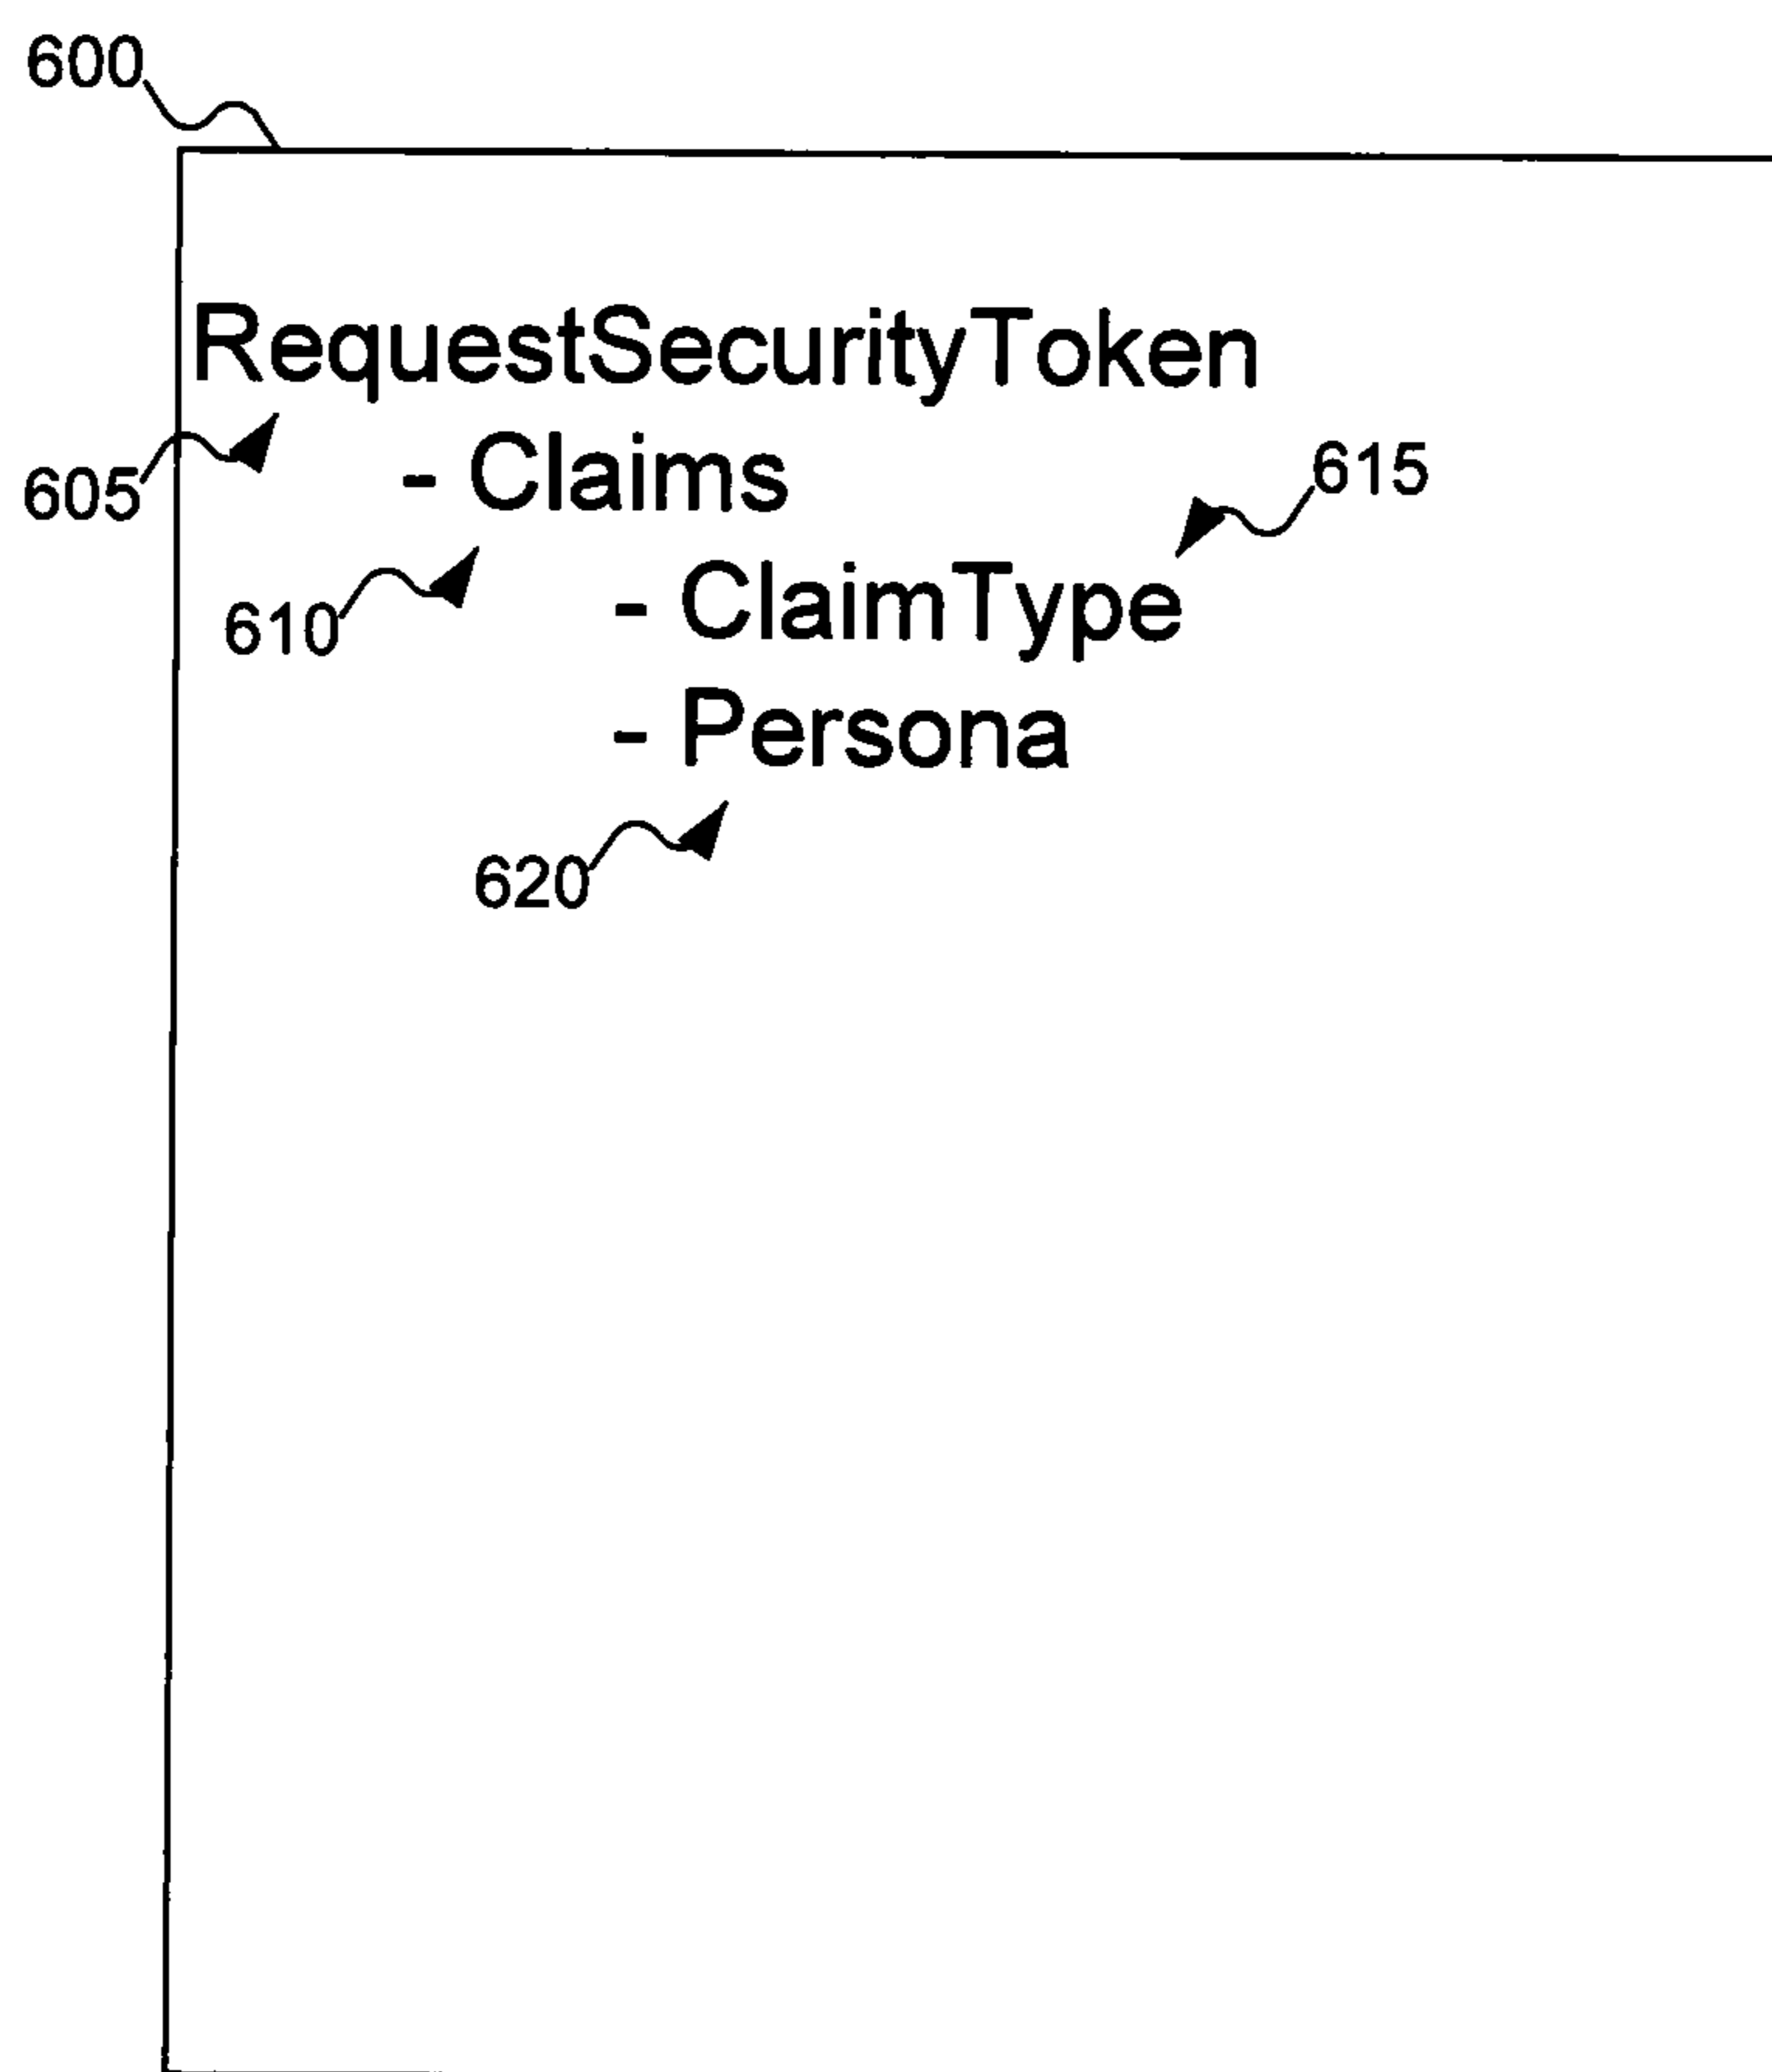 600
RequestSecurityToken
605
- Claims
615
610
- ClaimType
- Persona
620